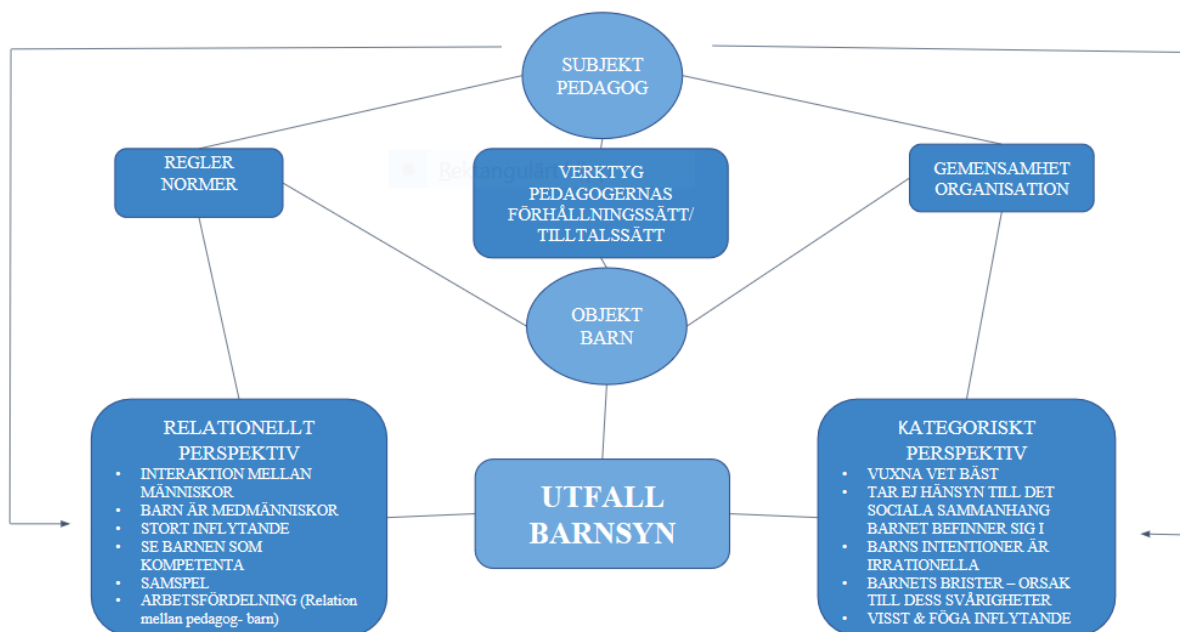 SUBJEKT
PEDAGOG
REGLER
NORMER
VERKTYG
PEDAGOGERNAS
FÖRHÅLLNINGSSÄTT/
TILLTALSSÄTT
GEMENSAMHET
ORGANISATION
OBJEKT
BARN
RELATIONELLT
PERSPEKTIV
• INTERAKTION MELLAN
MÄNNISKOR
• BARN ÄR MEDMÄNNISKOR
• STORT INFLYTANDE
• SE BARNEN SOM
KOMPETENTA
• SAMSPEL
• ARBETSFÖRDELNING (Relation
mellan pedagog- barn)
UTFALL
BARNSYN
KATEGORISKT
PERSPEKTIV
• VUXNA VET BÄST
• TAR EJ HÄNSYN TILL DET
SOCIALA SAMMANHANG
BARNET BEFINNER SIG I
• BARNS INTENTIONER ÄR
IRRATIONELLA
• BARNETS BRISTER – ORSAK
TILL DESS SVÅRIGHETER
• VISST & FÖGA INFLYTANDE